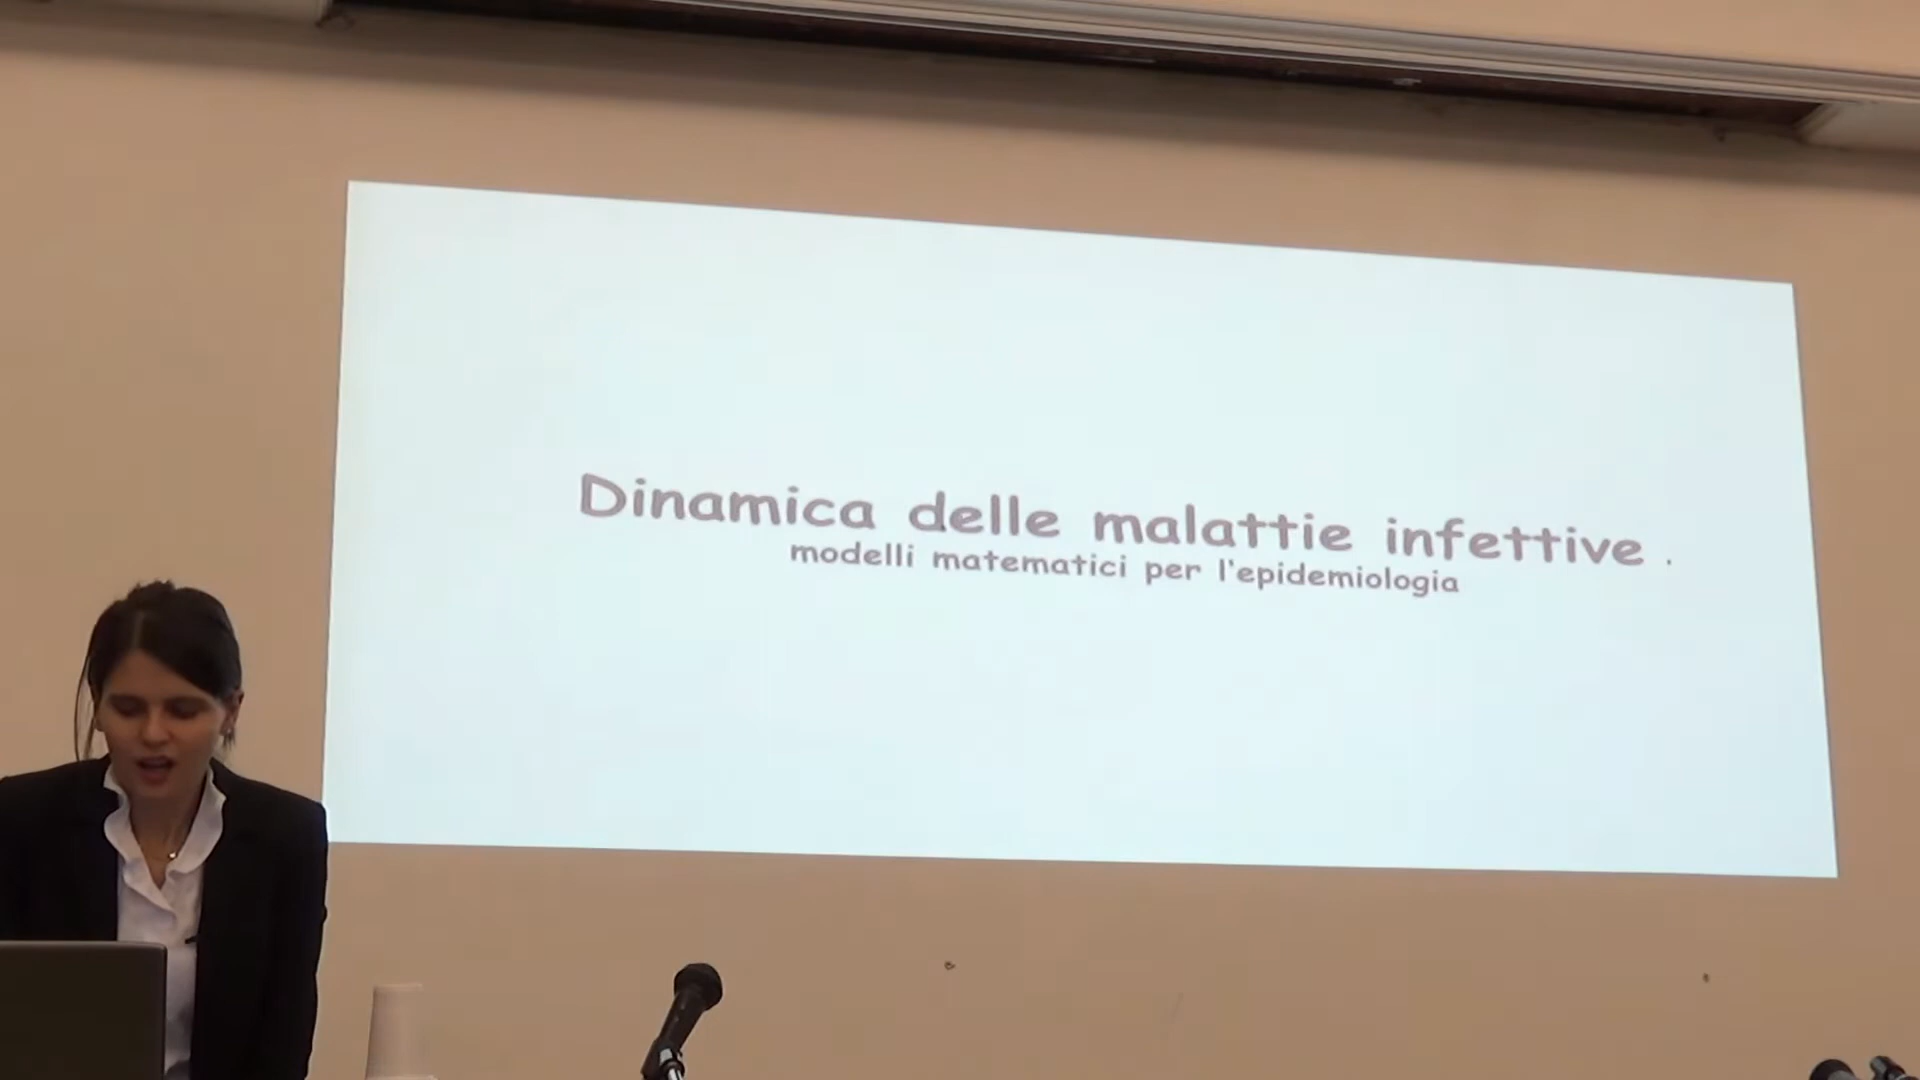 Dinamica delle malattie infettive .
modelli matematici per l'epidemiologia